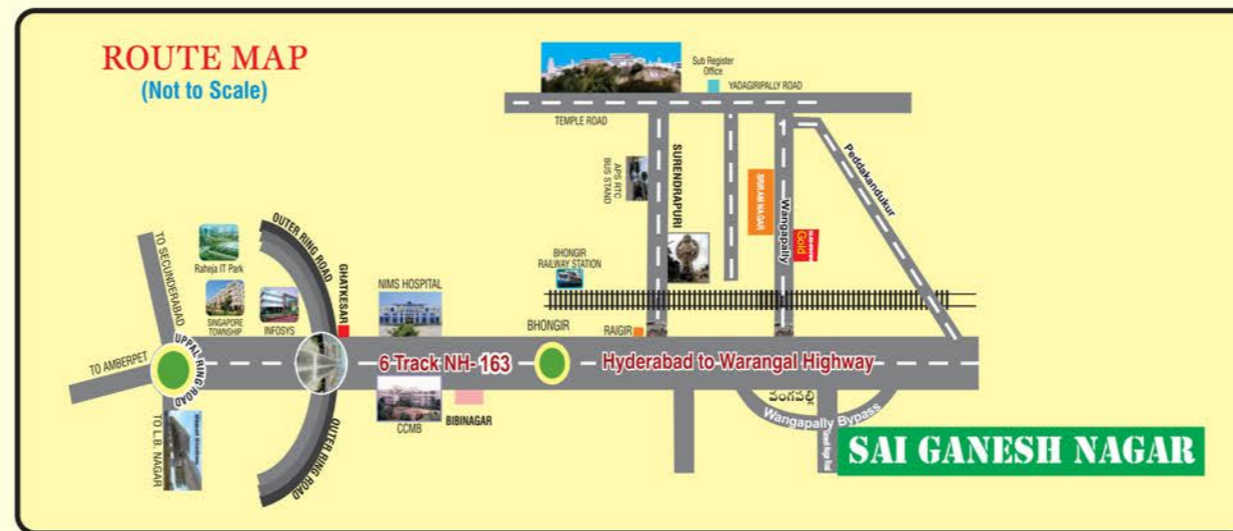 ROUTE MAP
(Not to Scale)
Sub Register
Office
YADAGIRIPALLY ROAD
TEMPLE ROAD
APS RTC
BUS STAND
SURENDRAPURI
SRIRAM NAGAR
Wangapally
Gold
Peddakandukur
OUTER RING ROAD
TO SECUNDERABAD
Raheja IT Park
SINGAPORE
TOWNSHIP
INFOSYS
GHATKESAR
NIMS HOSPITAL
BHONGIR
RAILWAY STATION
BHONGIR
RAIGIR
TO AMBERPET
UPPAL RING ROAD
6 Track NH- 163
Hyderabad to Warangal Highway
TO L.B. NAGAR
OUTER RING ROAD
CCMB
BIBINAGAR
వంగపల్లి
Wangapally Bypass
SAI GANESH NAGAR